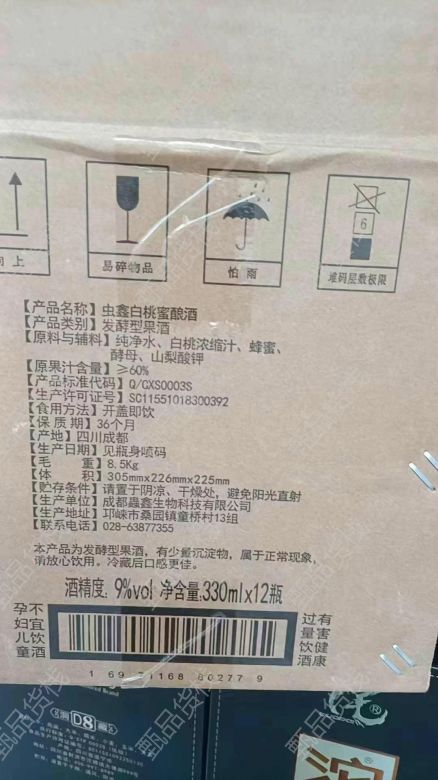 向上
易碎物品
怕雨
6
堆码层数极限
【产品名称】虫鑫白桃蜜酿酒
【产品类别】发酵型果酒
【原料与辅料】纯净水、白桃浓缩汁、蜂蜜、
酵母、山梨酸钾
【原果汁含量】≥60%
【产品标准代码】Q/GXS0003S
【生产许可证号】SC11551018300392
【食用方法】开盖即饮
【保质期】36个月
【产地】四川成都
【生产日期】见瓶身喷码
【毛重】8.5Kg
【体积】305mmx226mmx225mm
【贮存条件】请置于阴凉、干燥处，避免阳光直射
【生产单位】成都蟲鑫生物科技有限公司
【生产地址】邛崃市桑园镇童桥村13组
【联系电话】028-63877355
本产品为发酵型果酒，有少量沉淀物，属于正常现象，
请放心饮用。冷藏后口感更佳。
酒精度：9%vol 净含量：330mlx12瓶
孕妇儿童
不宜饮酒
过量饮酒
有害健康
D8
甄品货栈